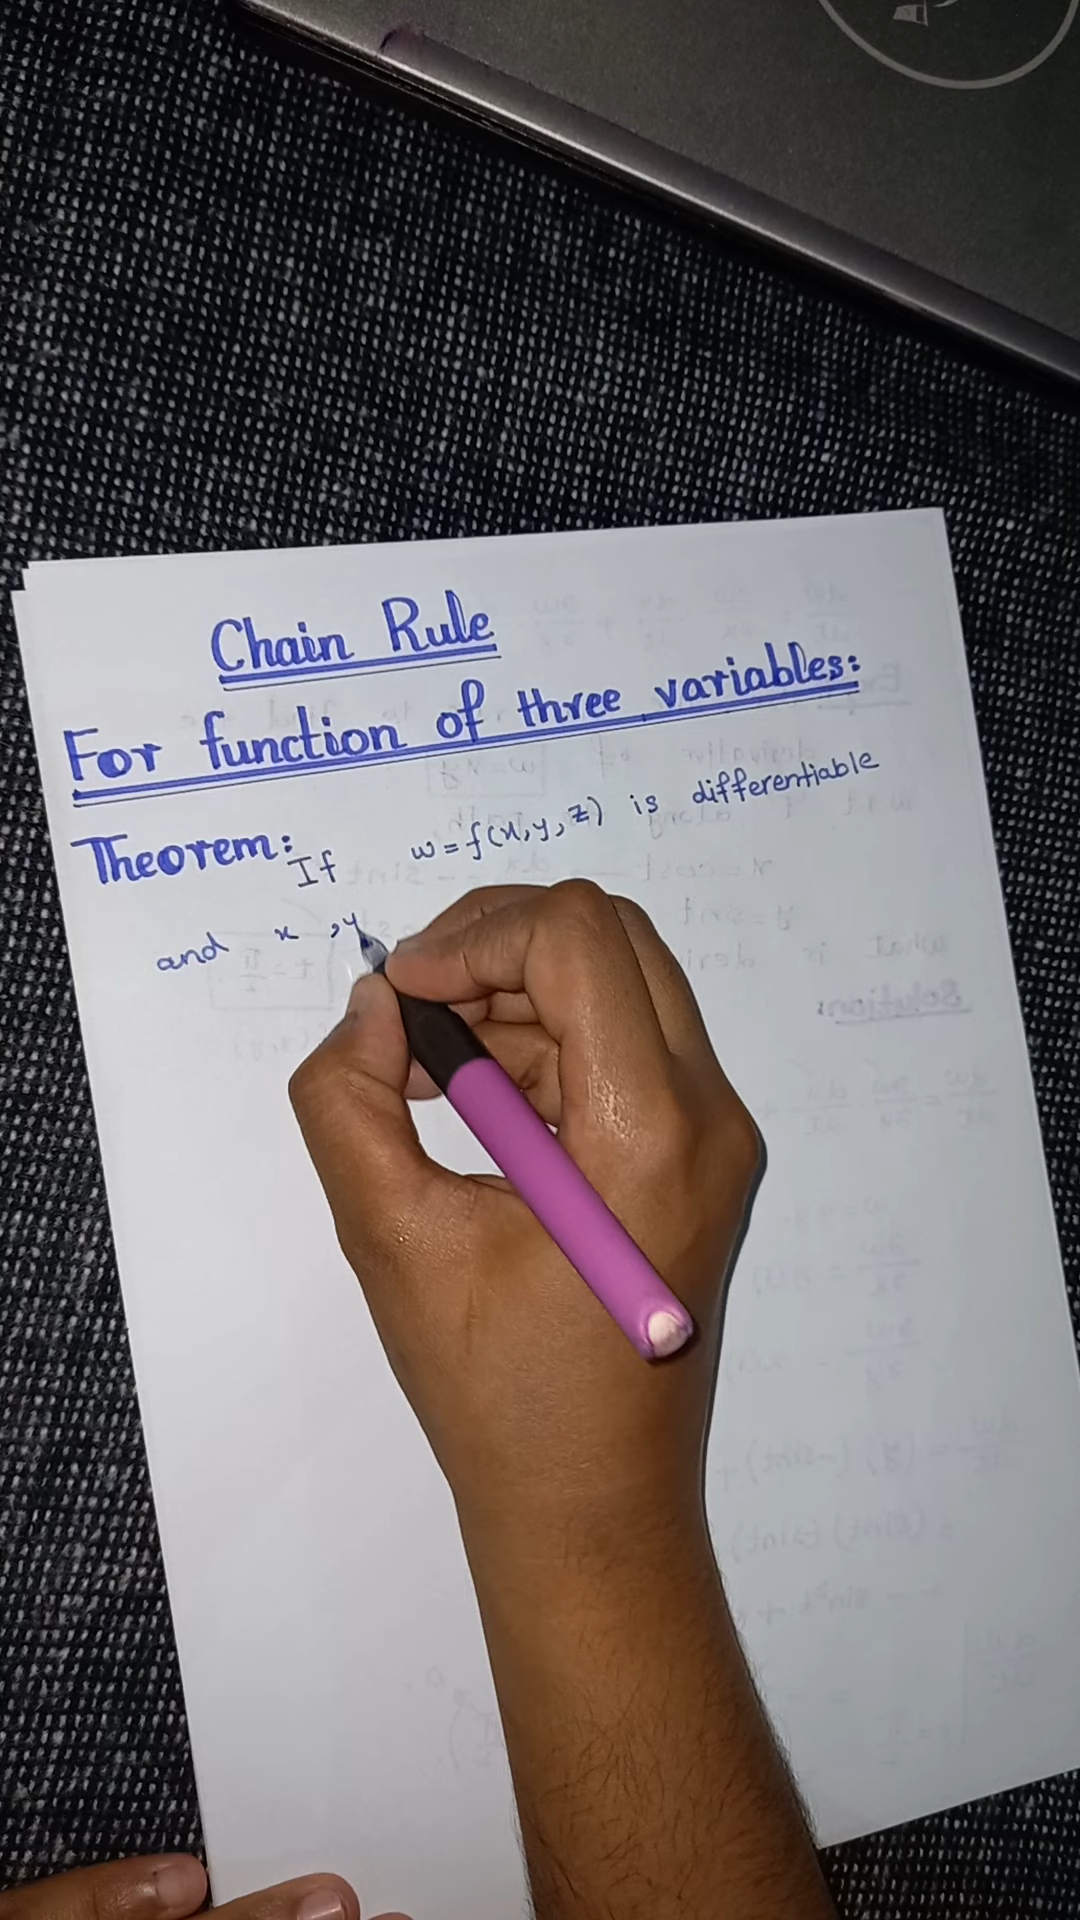 Chain Rule
For function of three variables:
Theorem: If w = f(x, y, z) is differentiable
and x , y